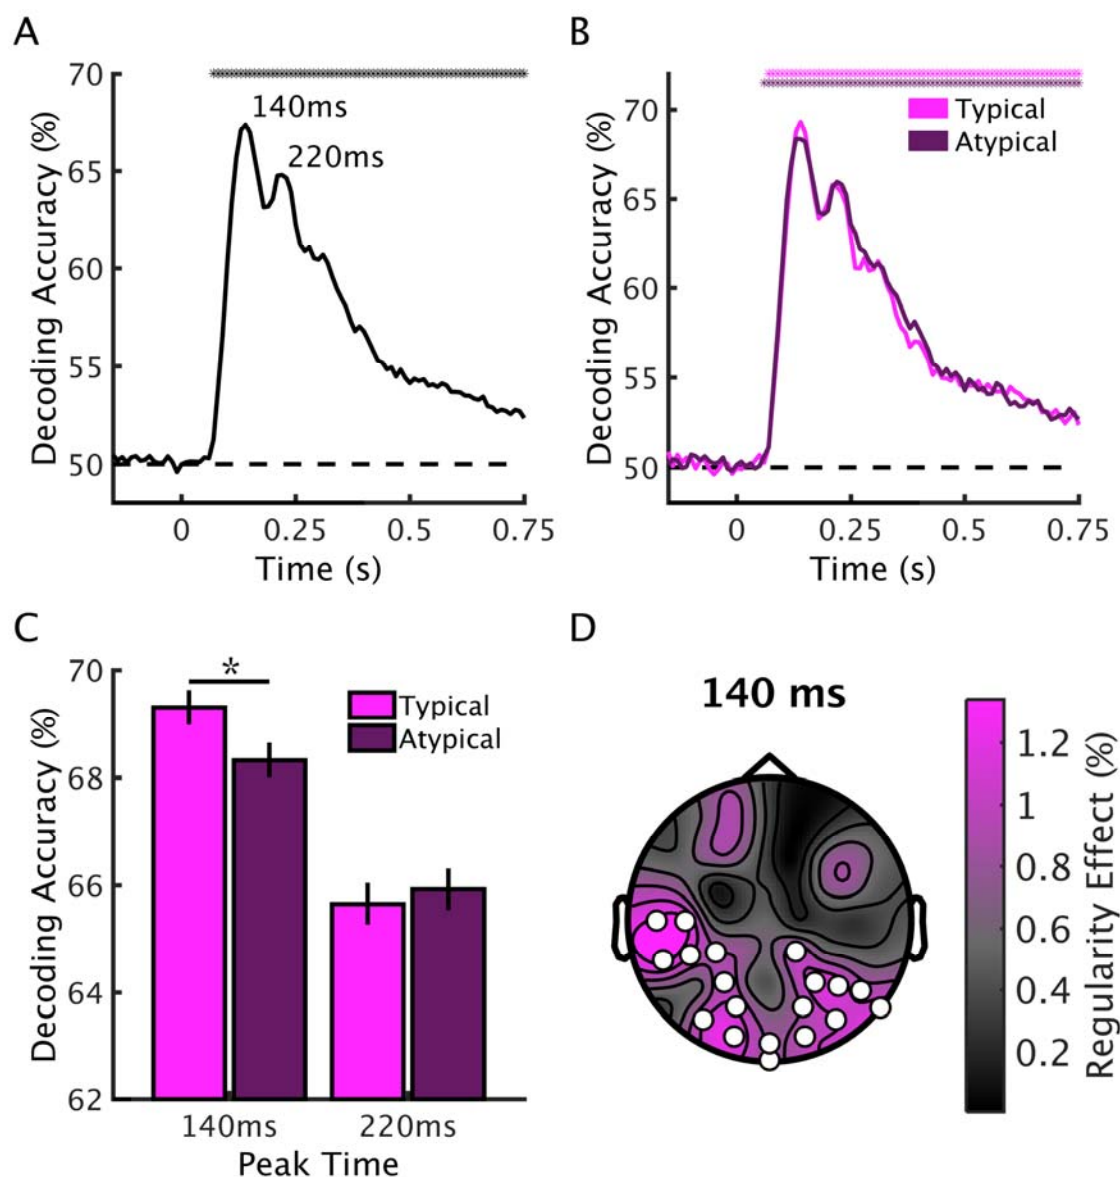 A
70
65
60
55
50
Decoding Accuracy (%)
140ms
220ms
0
0.25
0.5
0.75
Time (s)
B
70
65
60
55
50
Decoding Accuracy (%)
Typical
Atypical
0
0.25
0.5
0.75
Time (s)
C
70
68
66
64
62
Decoding Accuracy (%)
*
Typical
Atypical
140ms
220ms
Peak Time
D
140 ms
1.2
1
0.8
0.6
0.4
0.2
Regularity Effect (%)